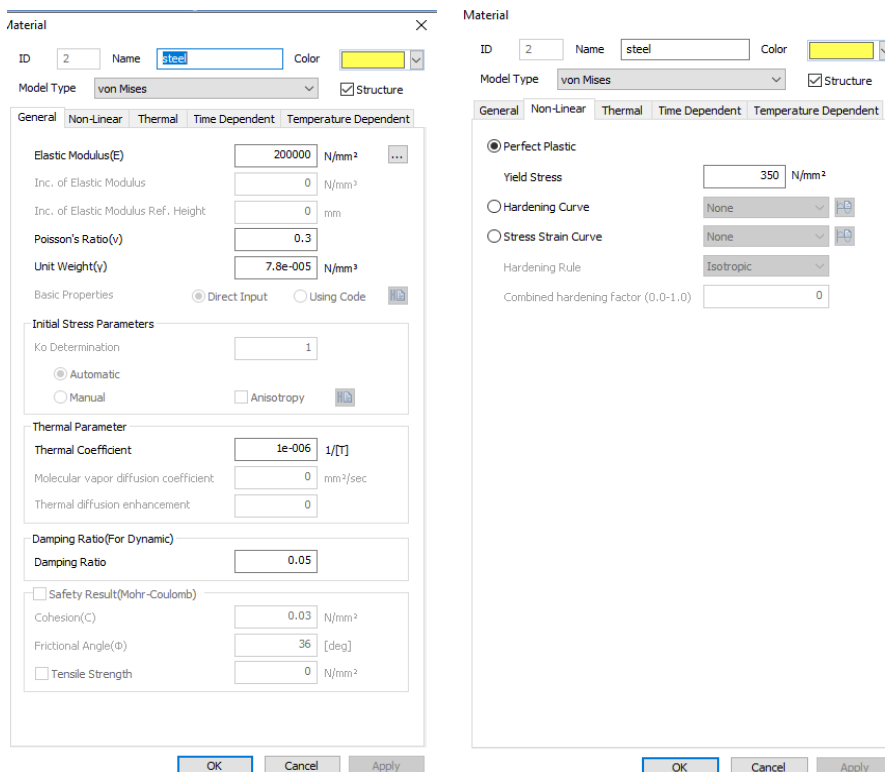 Material
ID 2 Name steel Color
Model Type von Mises Structure
General Non-Linear Thermal Time Dependent Temperature Dependent
Elastic Modulus(E) 200000 N/mm² ...
Inc. of Elastic Modulus 0 N/mm³
Inc. of Elastic Modulus Ref. Height 0 mm
Poisson's Ratio(ν) 0.3
Unit Weight(γ) 7.8e-005 N/mm³
Basic Properties Direct Input Using Code
Initial Stress Parameters
Ko Determination 1
Automatic
Manual Anisotropy
Thermal Parameter
Thermal Coefficient 1e-006 1/[T]
Molecular vapor diffusion coefficient 0 mm²/sec
Thermal diffusion enhancement 0
Damping Ratio(For Dynamic)
Damping Ratio 0.05
Safety Result(Mohr-Coulomb)
Cohesion(C) 0.03 N/mm²
Frictional Angle(Φ) 36 [deg]
Tensile Strength 0 N/mm²
OK Cancel Apply
Material
ID 2 Name steel Color
Model Type von Mises Structure
General Non-Linear Thermal Time Dependent Temperature Dependent
Perfect Plastic
Yield Stress 350 N/mm²
Hardening Curve None
Stress Strain Curve None
Hardening Rule Isotropic
Combined hardening factor (0.0-1.0) 0
OK Cancel Apply